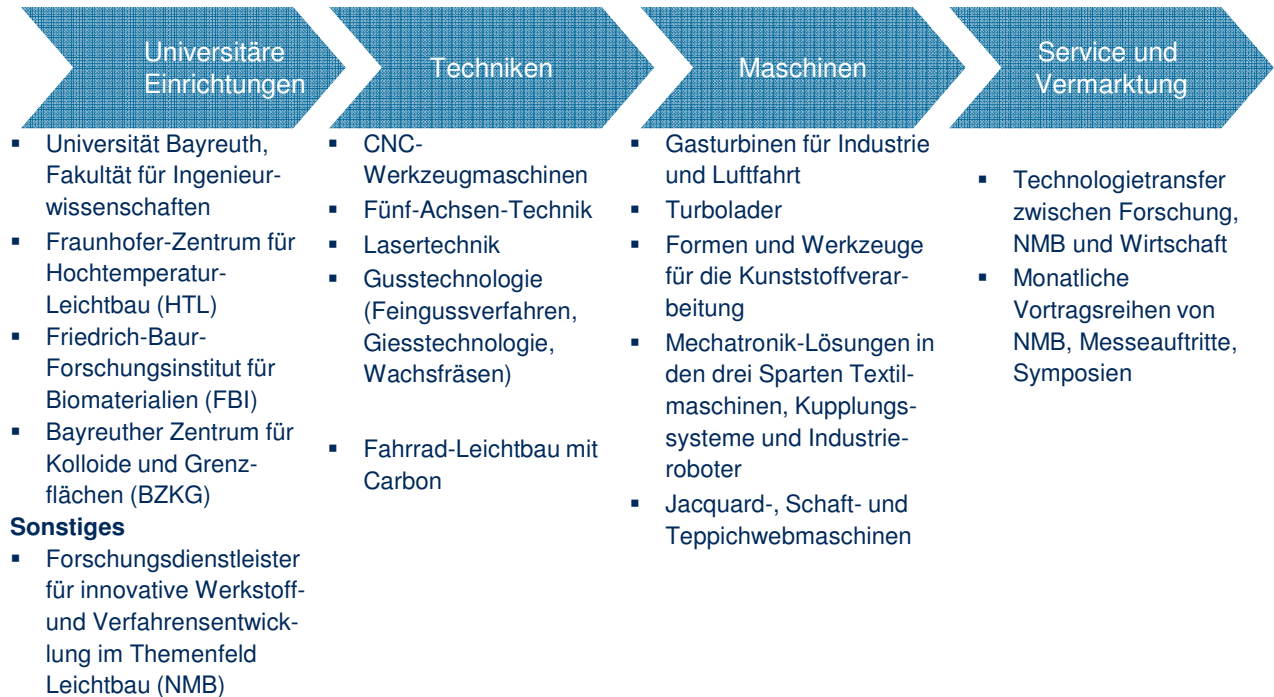 Universitäre
Einrichtungen
Techniken
Maschinen
Service und
Vermarktung
▪ Universität Bayreuth,
Fakultät für Ingenieur-
wissenschaften
▪ Fraunhofer-Zentrum für
Hochtemperatur-
Leichtbau (HTL)
▪ Friedrich-Baur-
Forschungsinstitut für
Biomaterialien (FBI)
▪ Bayreuther Zentrum für
Kolloide und Grenz-
flächen (BZKG)
Sonstiges
▪ Forschungsdienstleister
für innovative Werkstoff-
und Verfahrensentwick-
lung im Themenfeld
Leichtbau (NMB)
▪ CNC-
Werkzeugmaschinen
▪ Fünf-Achsen-Technik
▪ Lasertechnik
▪ Gusstechnologie
(Feingussverfahren,
Giesstechnologie,
Wachsfräsen)
▪ Fahrrad-Leichtbau mit
Carbon
▪ Gasturbinen für Industrie
und Luftfahrt
▪ Turbolader
▪ Formen und Werkzeuge
für die Kunststoffverar-
beitung
▪ Mechatronik-Lösungen in
den drei Sparten Textil-
maschinen, Kupplungs-
systeme und Industrie-
roboter
▪ Jacquard-, Schaft- und
Teppichwebmaschinen
▪ Technologietransfer
zwischen Forschung,
NMB und Wirtschaft
▪ Monatliche
Vortragsreihen von
NMB, Messeauftritte,
Symposien